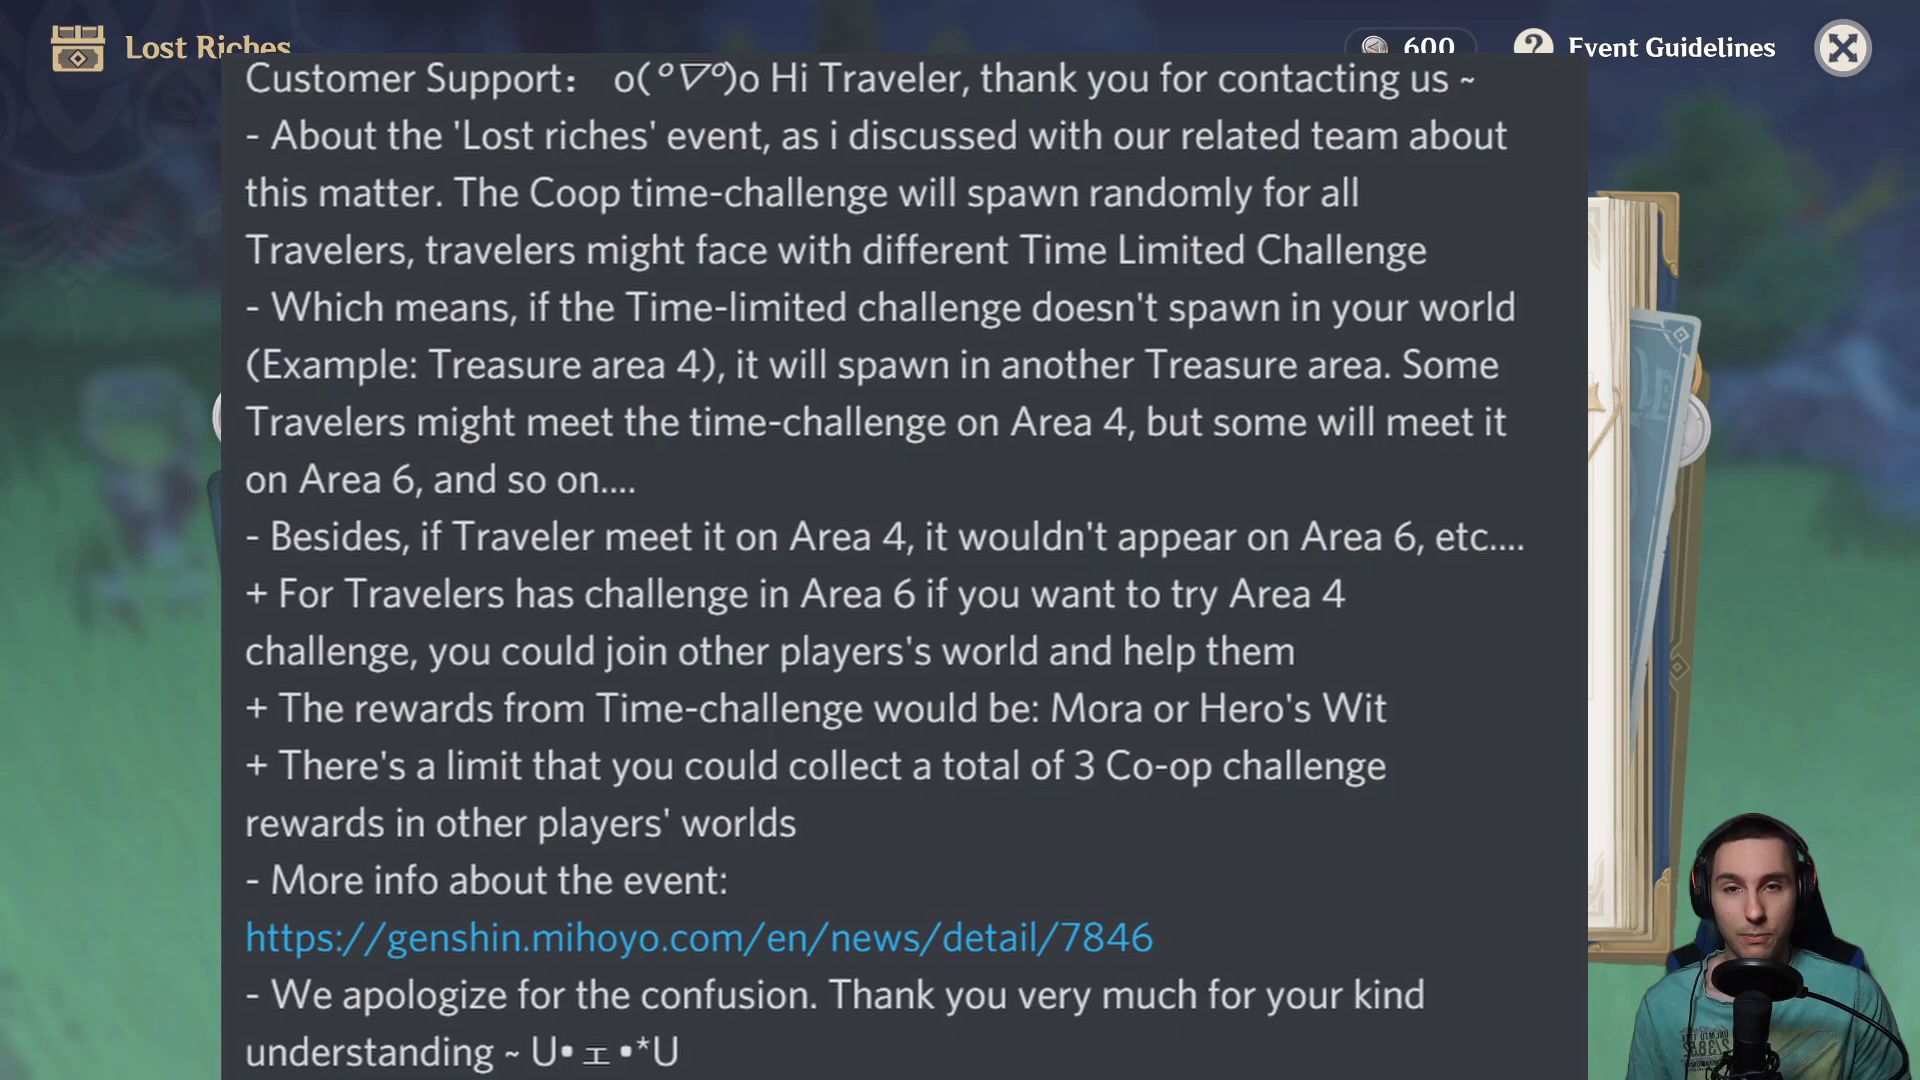 Lost Riches
600
Event Guidelines
Customer Support： o(ºᐁº)o Hi Traveler, thank you for contacting us ~
- About the 'Lost riches' event, as i discussed with our related team about
this matter. The Coop time-challenge will spawn randomly for all
Travelers, travelers might face with different Time Limited Challenge
- Which means, if the Time-limited challenge doesn't spawn in your world
(Example: Treasure area 4), it will spawn in another Treasure area. Some
Travelers might meet the time-challenge on Area 4, but some will meet it
on Area 6, and so on....
- Besides, if Traveler meet it on Area 4, it wouldn't appear on Area 6, etc....
+ For Travelers has challenge in Area 6 if you want to try Area 4
challenge, you could join other players's world and help them
+ The rewards from Time-challenge would be: Mora or Hero's Wit
+ There's a limit that you could collect a total of 3 Co-op challenge
rewards in other players' worlds
- More info about the event:
https://genshin.mihoyo.com/en/news/detail/7846
- We apologize for the confusion. Thank you very much for your kind
understanding ~ U• ェ •*U